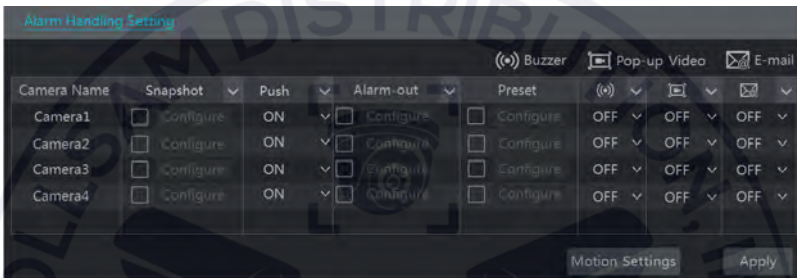 Alarm Handling Setting
Buzzer Pop-up Video E-mail
Camera Name Snapshot Push Alarm-out Preset
Camera1 Configure ON Configure Configure OFF OFF OFF
Camera2 Configure ON Configure Configure OFF OFF OFF
Camera3 Configure ON Configure Configure OFF OFF OFF
Camera4 Configure ON Configure Configure OFF OFF OFF
Motion Settings Apply